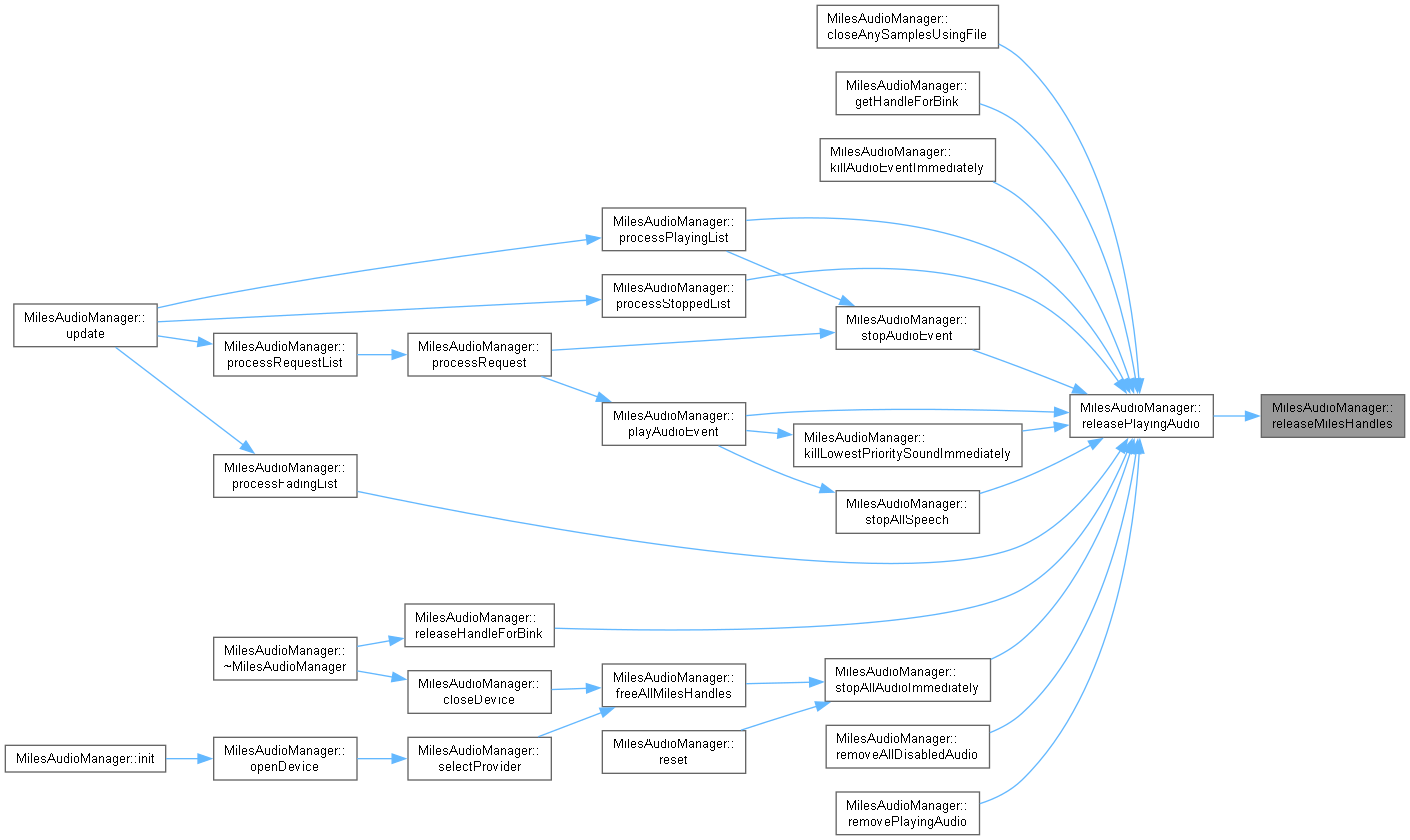 MilesAudioManager::
closeAnySamplesUsingFile
MilesAudioManager::
getHandleForBink
MilesAudioManager::
killAudioEventImmediately
MilesAudioManager::
processPlayingList
MilesAudioManager::
processStoppedList
MilesAudioManager::
update
MilesAudioManager::
stopAudioEvent
MilesAudioManager::
processRequestList
MilesAudioManager::
processRequest
MilesAudioManager::
releasePlayingAudio
MilesAudioManager::
releaseMilesHandles
MilesAudioManager::
playAudioEvent
MilesAudioManager::
killLowestPrioritySoundImmediately
MilesAudioManager::
processFadingList
MilesAudioManager::
stopAllSpeech
MilesAudioManager::
releaseHandleForBink
MilesAudioManager::
~MilesAudioManager
MilesAudioManager::
closeDevice
MilesAudioManager::
freeAllMilesHandles
MilesAudioManager::
stopAllAudioImmediately
MilesAudioManager::init
MilesAudioManager::
openDevice
MilesAudioManager::
selectProvider
MilesAudioManager::
reset
MilesAudioManager::
removeAllDisabledAudio
MilesAudioManager::
removePlayingAudio